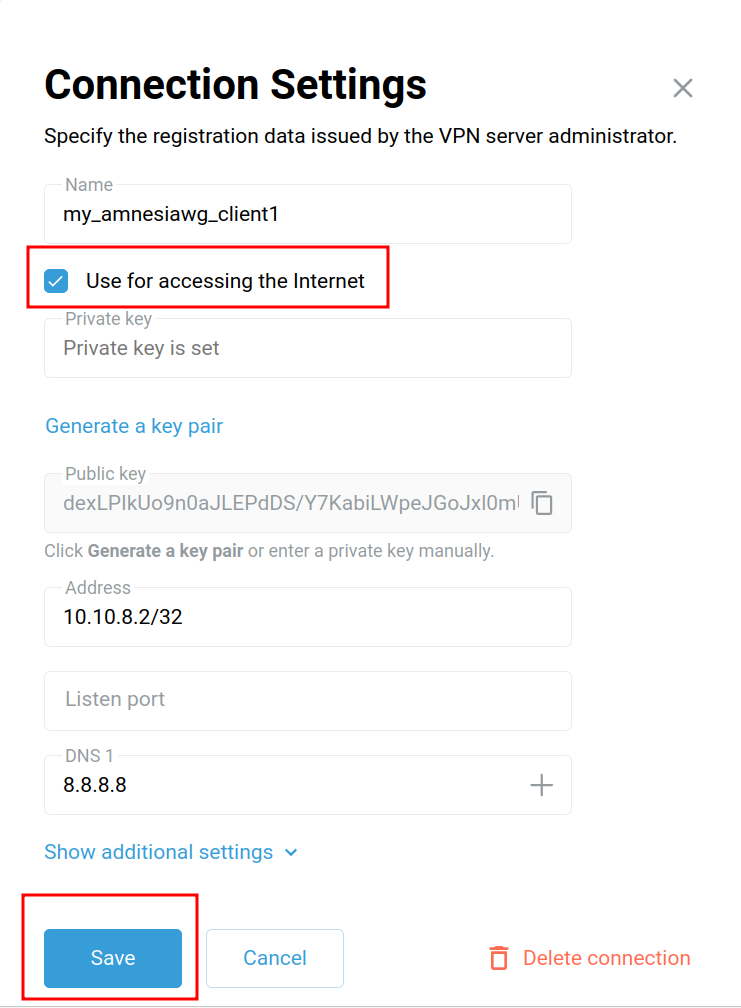 Connection Settings
Specify the registration data issued by the VPN server administrator.
Name
my_amnesiawg_client1
Use for accessing the Internet
Private key
Private key is set
Generate a key pair
Public key
Click Generate a key pair or enter a private key manually.
Address
10.10.8.2/32
Listen port
DNS 1
8.8.8.8
Show additional settings
Save
Cancel
Delete connection